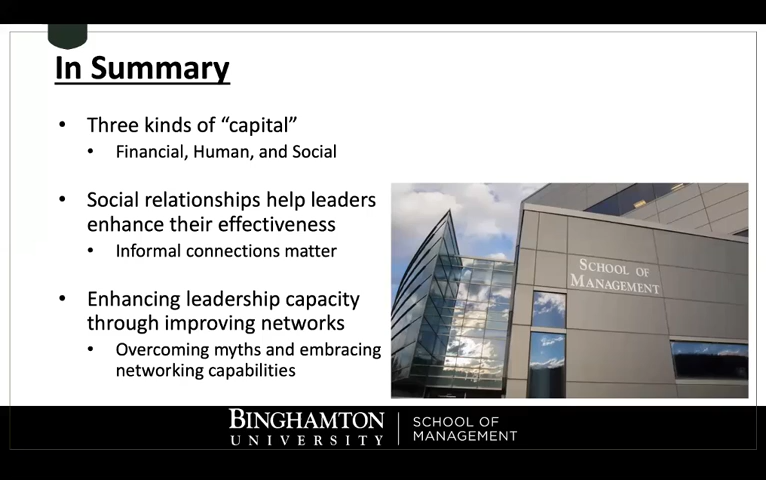 In Summary
• Three kinds of “capital”
• Financial, Human, and Social
• Social relationships help leaders
enhance their effectiveness
• Informal connections matter
• Enhancing leadership capacity
through improving networks
• Overcoming myths and embracing
networking capabilities
SCHOOL OF
MANAGEMENT
BINGHAMTON
UNIVERSITY
SCHOOL OF
MANAGEMENT